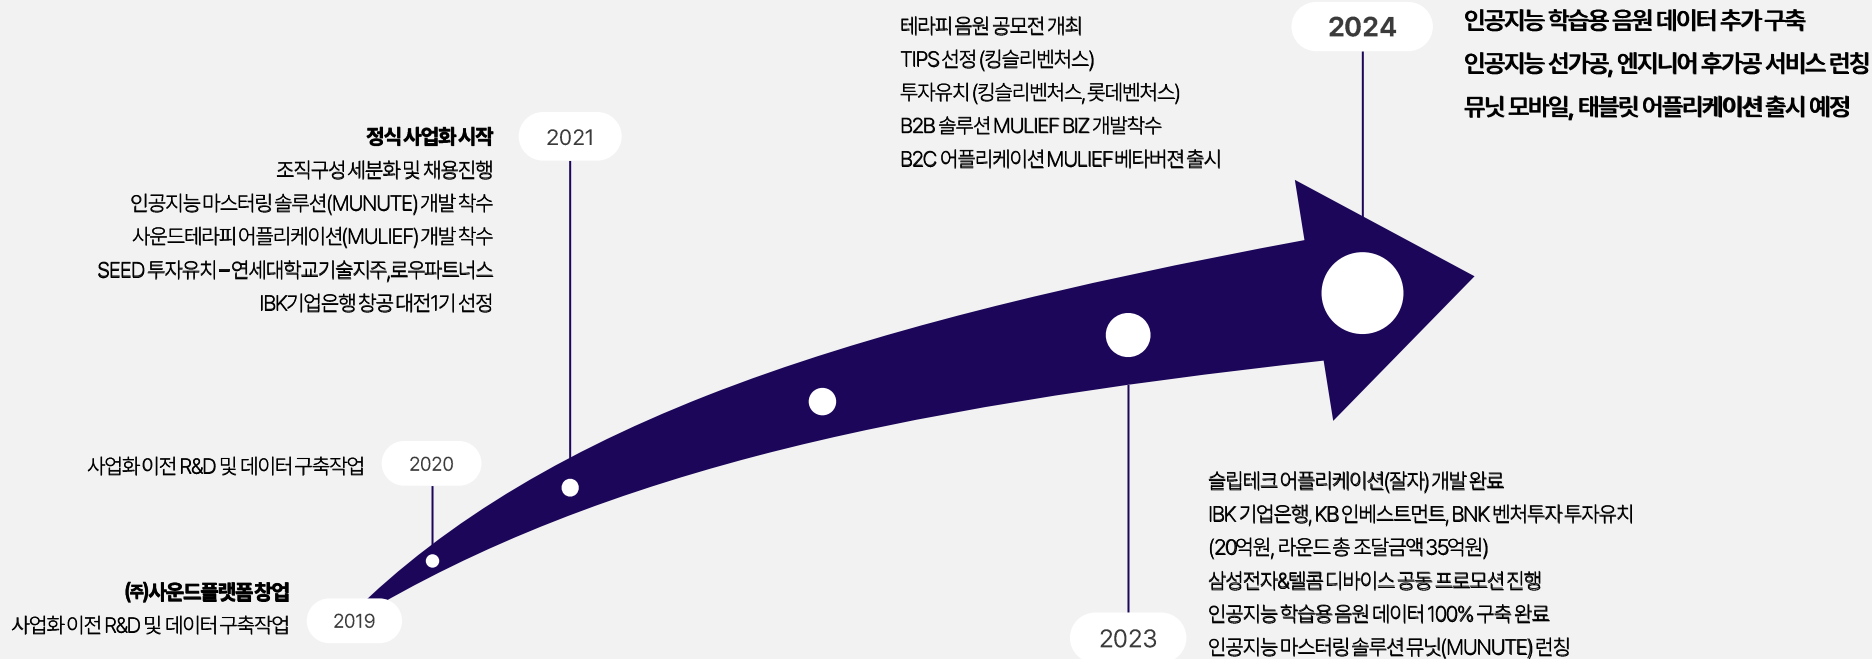 2019
(주)사운드플랫폼 창업
사업화 이전 R&D 및 데이터 구축작업
2020
사업화 이전 R&D 및 데이터 구축작업
2021
정식 사업화 시작
조직구성 세분화 및 채용진행
인공지능 마스터링 솔루션(MUNUTE) 개발 착수
사운드테라피 어플리케이션(MULIEF) 개발 착수
SEED 투자유치 – 연세대학교기술지주,로우파트너스
IBK기업은행 창공 대전1기 선정
테라피 음원 공모전 개최
TIPS 선정 (킹슬리벤처스)
투자유치 (킹슬리벤처스, 롯데벤처스)
B2B 솔루션 MULIEF BIZ 개발착수
B2C 어플리케이션 MULIEF 베타버젼 출시
2023
슬립테크 어플리케이션(잘자) 개발 완료
IBK 기업은행, KB 인베스트먼트, BNK 벤처투자 투자유치
(20억원, 라운드 총 조달금액 35억원)
삼성전자&텔콤 디바이스 공동 프로모션 진행
인공지능 학습용 음원 데이터 100% 구축 완료
인공지능 마스터링 솔루션 뮤닛(MUNUTE) 런칭
2024
인공지능 학습용 음원 데이터 추가 구축
인공지능 선가공, 엔지니어 후가공 서비스 런칭
뮤닛 모바일, 태블릿 어플리케이션 출시 예정